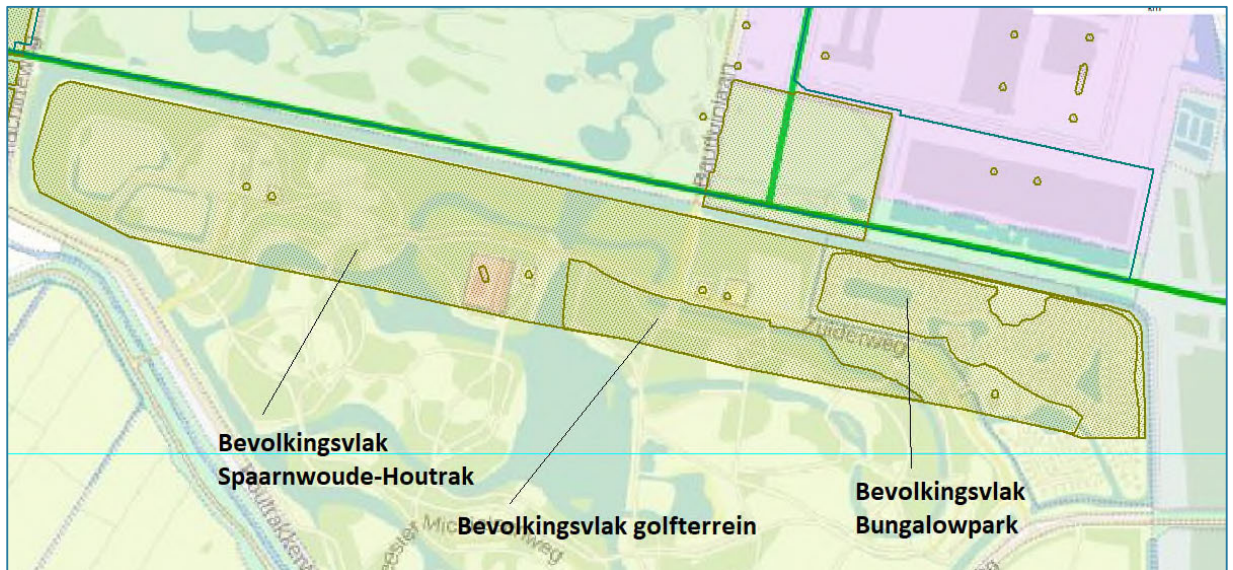 Zuiderweg
Bevolkingsvlak
Spaarnwoude-Houtrak
Bevolkingsvlak golfterrein
Bevolkingsvlak
Bungalowpark